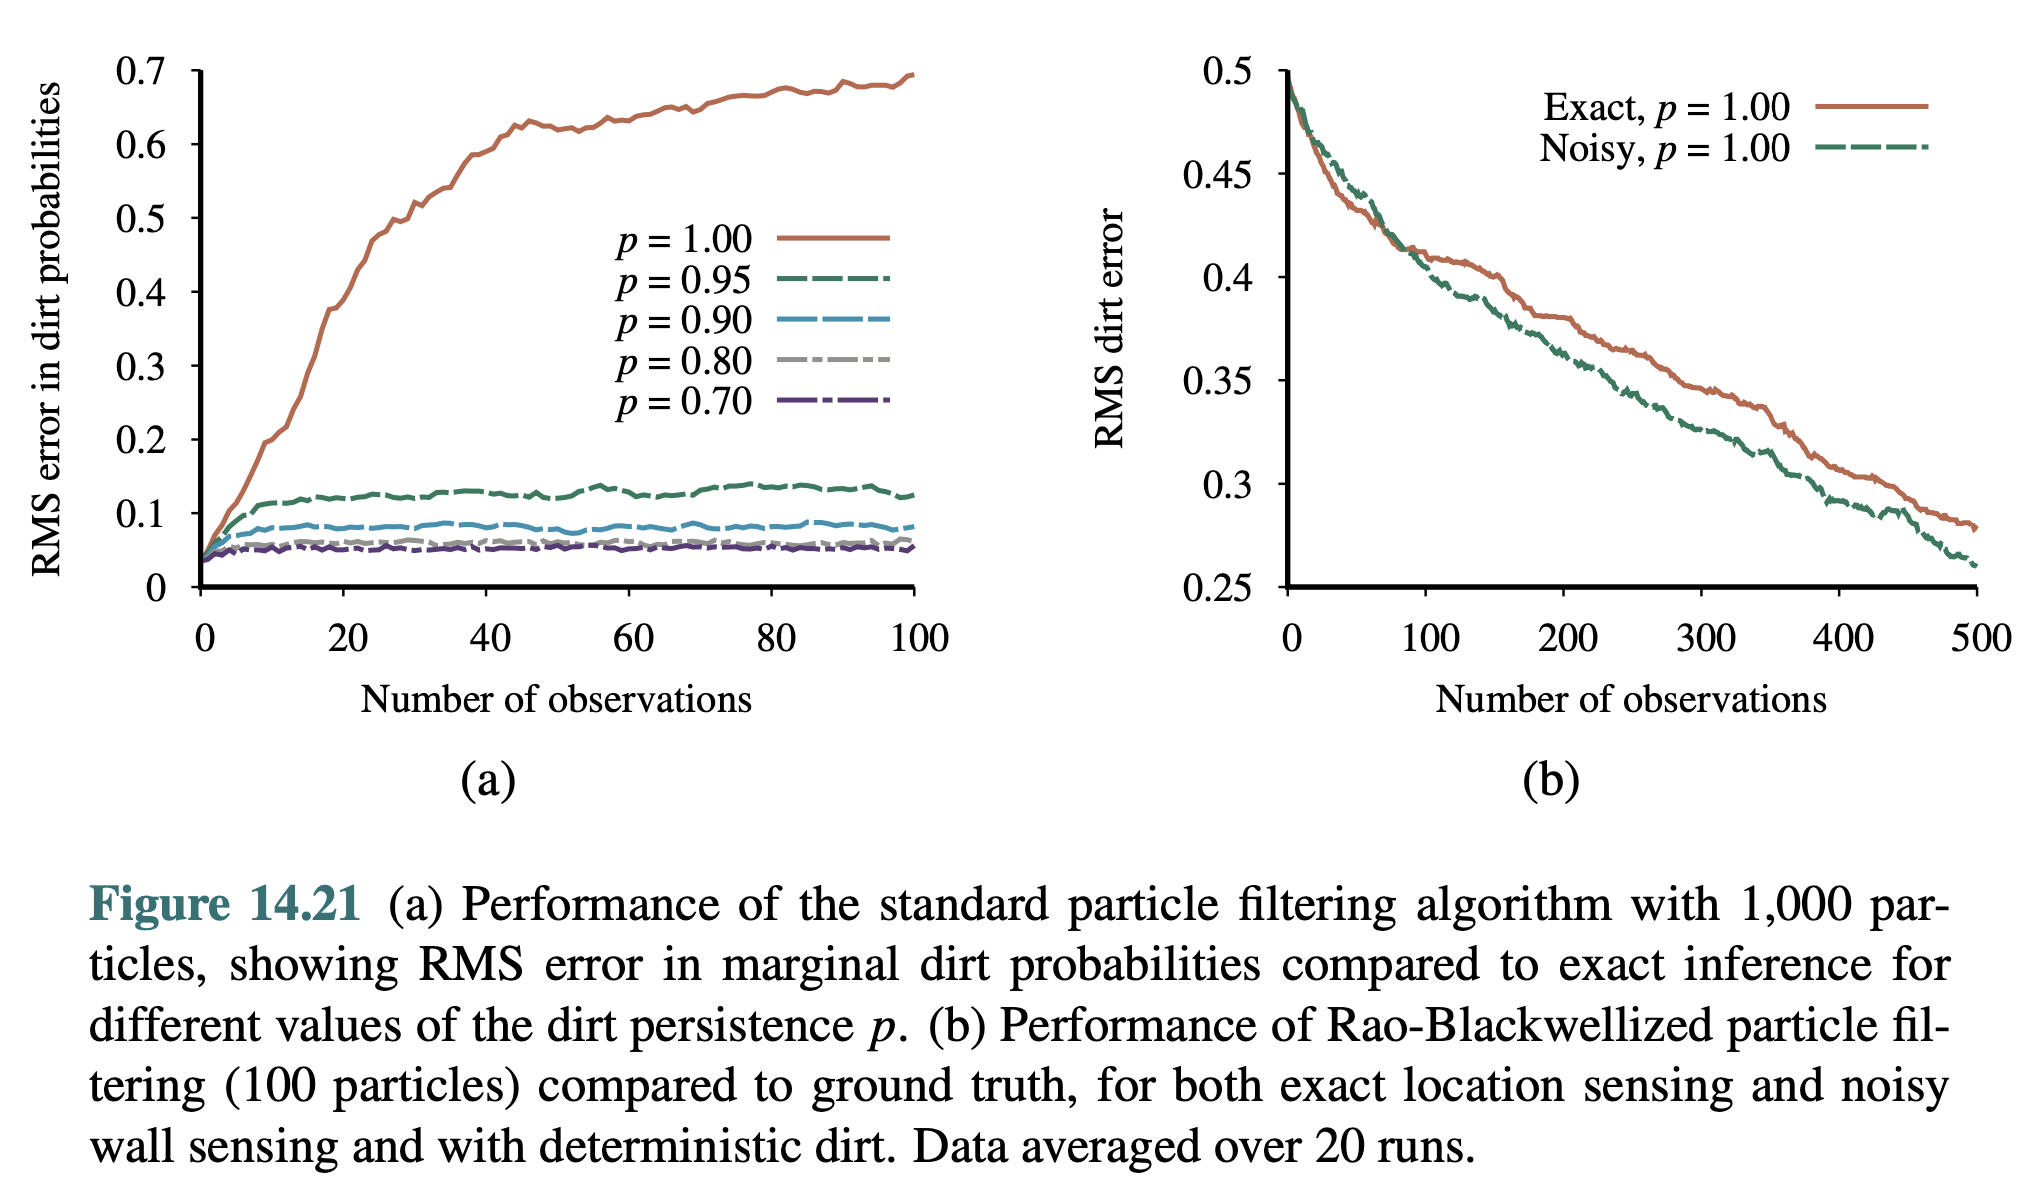 RMS error in dirt probabilities
0.7
0.6
0.5
0.4
0.3
0.2
0.1
0
p = 1.00
p = 0.95
p = 0.90
p = 0.80
p = 0.70
0 20 40 60 80 100
Number of observations
(a)
RMS dirt error
0.5
0.45
0.4
0.35
0.3
0.25
Exact, p = 1.00
Noisy, p = 1.00
0 100 200 300 400 500
Number of observations
(b)
Figure 14.21 (a) Performance of the standard particle filtering algorithm with 1,000 par-
ticles, showing RMS error in marginal dirt probabilities compared to exact inference for
different values of the dirt persistence p. (b) Performance of Rao-Blackwellized particle fil-
tering (100 particles) compared to ground truth, for both exact location sensing and noisy
wall sensing and with deterministic dirt. Data averaged over 20 runs.